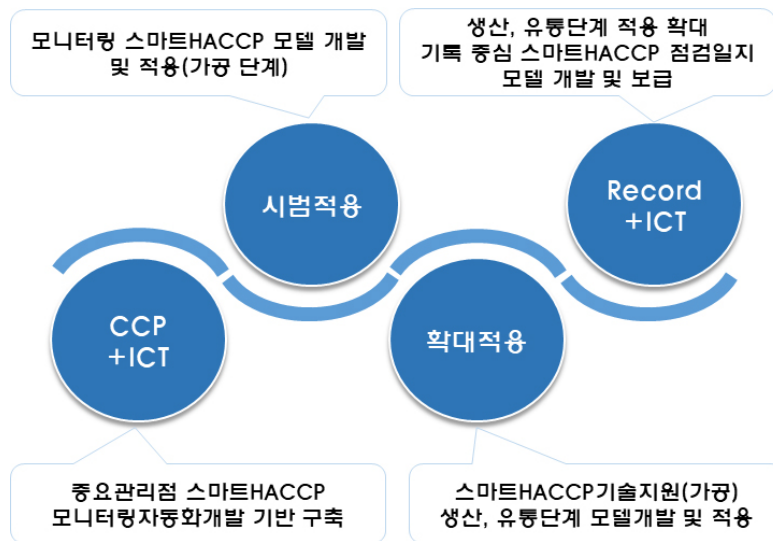 모니터링 스마트HACCP 모델 개발
및 적용(가공 단계)
생산, 유통단계 적용 확대
기록 중심 스마트HACCP 점검일지
모델 개발 및 보급
시범적용
Record
+ICT
CCP
+ICT
확대적용
중요관리점 스마트HACCP
모니터링자동화개발 기반 구축
스마트HACCP기술지원(가공)
생산, 유통단계 모델개발 및 적용